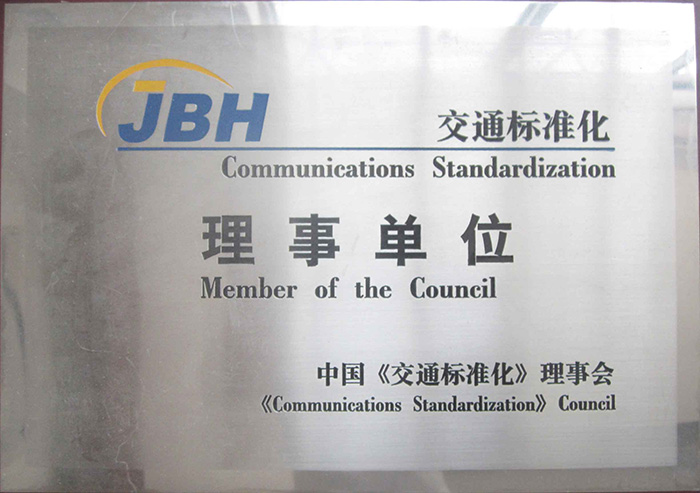 JBH
交通标准化
Communications Standardization
理事单位
Member of the Council
中国《交通标准化》理事会
《Communications Standardization》 Council